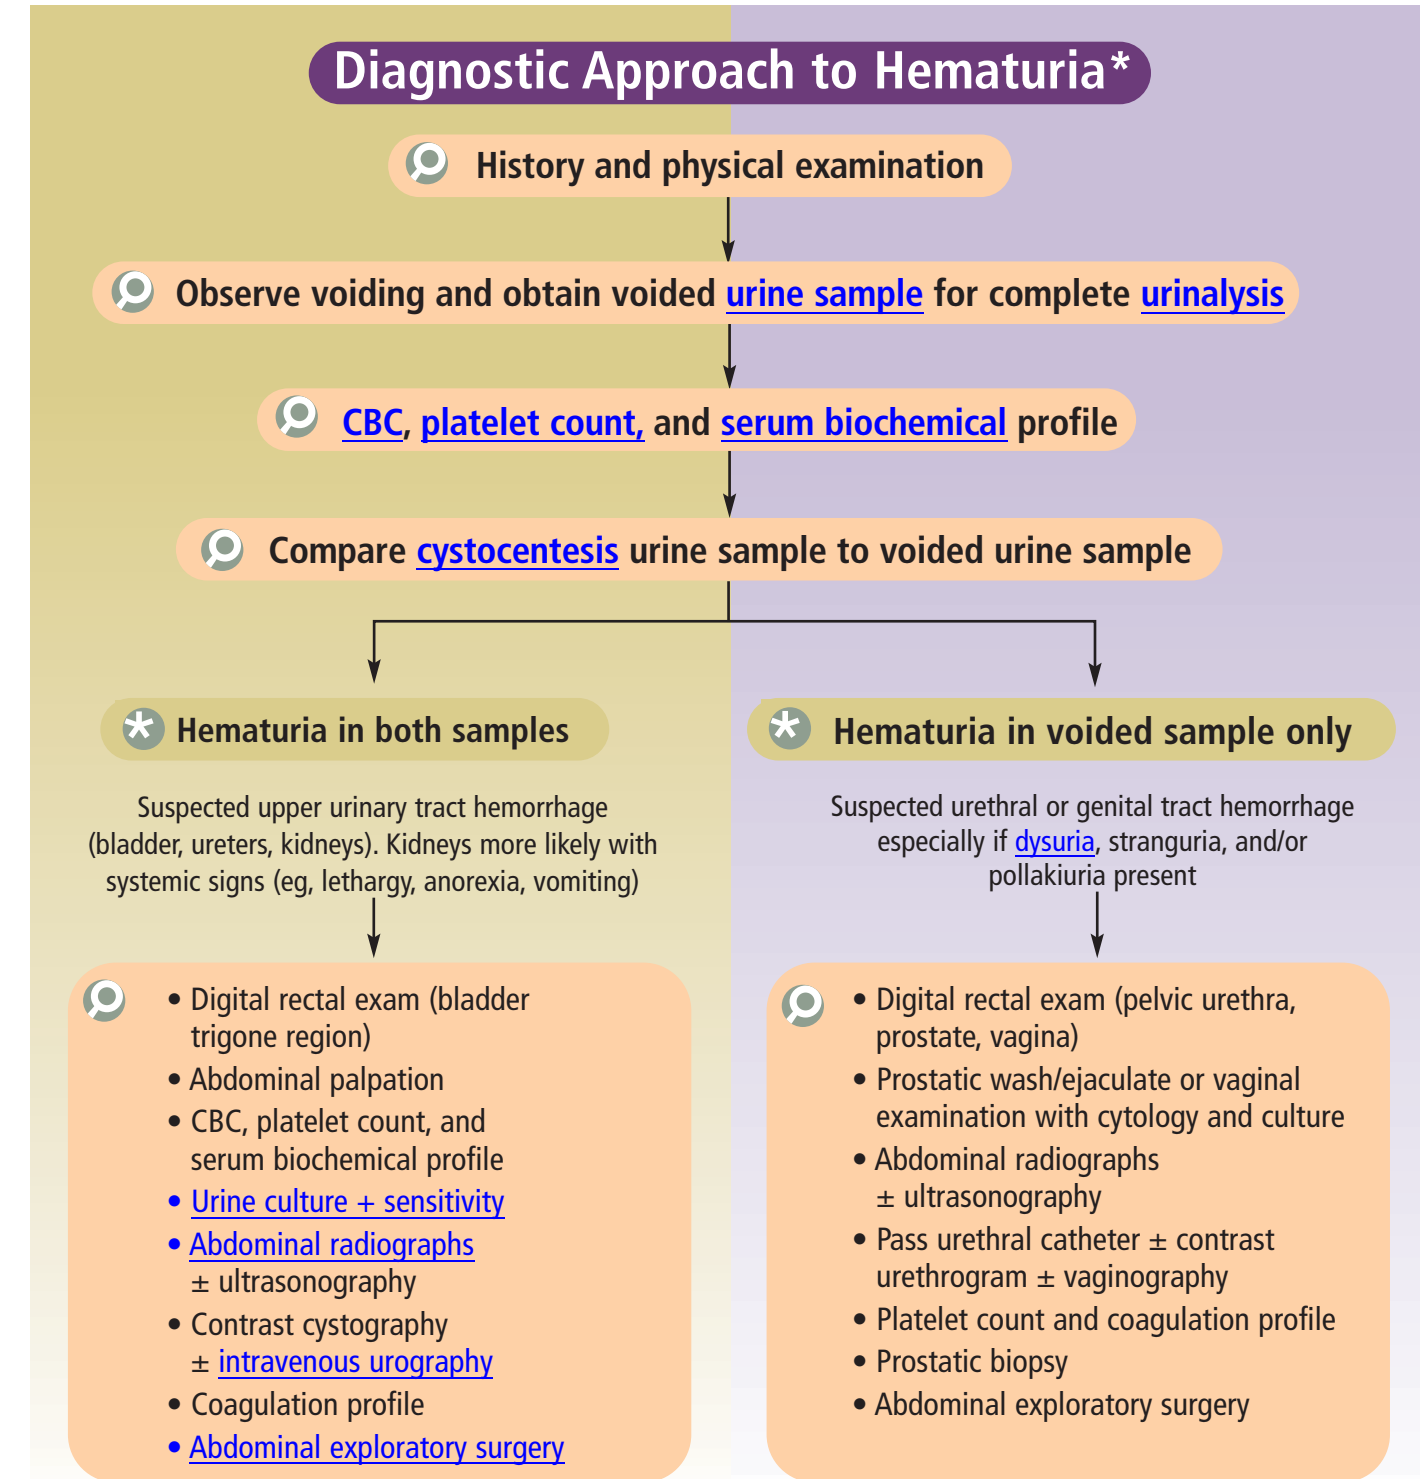 Diagnostic Approach to Hematuria*
History and physical examination
Observe voiding and obtain voided urine sample for complete urinalysis
CBC, platelet count, and serum biochemical profile
Compare cystocentesis urine sample to voided urine sample
* Hematuria in both samples
Suspected upper urinary tract hemorrhage
(bladder, ureters, kidneys). Kidneys more likely with
systemic signs (eg, lethargy, anorexia, vomiting)
• Digital rectal exam (bladder
trigone region)
• Abdominal palpation
• CBC, platelet count, and
serum biochemical profile
• Urine culture + sensitivity
• Abdominal radiographs
± ultrasonography
• Contrast cystography
± intravenous urography
• Coagulation profile
• Abdominal exploratory surgery
* Hematuria in voided sample only
Suspected urethral or genital tract hemorrhage
especially if dysuria, stranguria, and/or
pollakiuria present
• Digital rectal exam (pelvic urethra,
prostate, vagina)
• Prostatic wash/ejaculate or vaginal
examination with cytology and culture
• Abdominal radiographs
± ultrasonography
• Pass urethral catheter ± contrast
urethrogram ± vaginography
• Platelet count and coagulation profile
• Prostatic biopsy
• Abdominal exploratory surgery